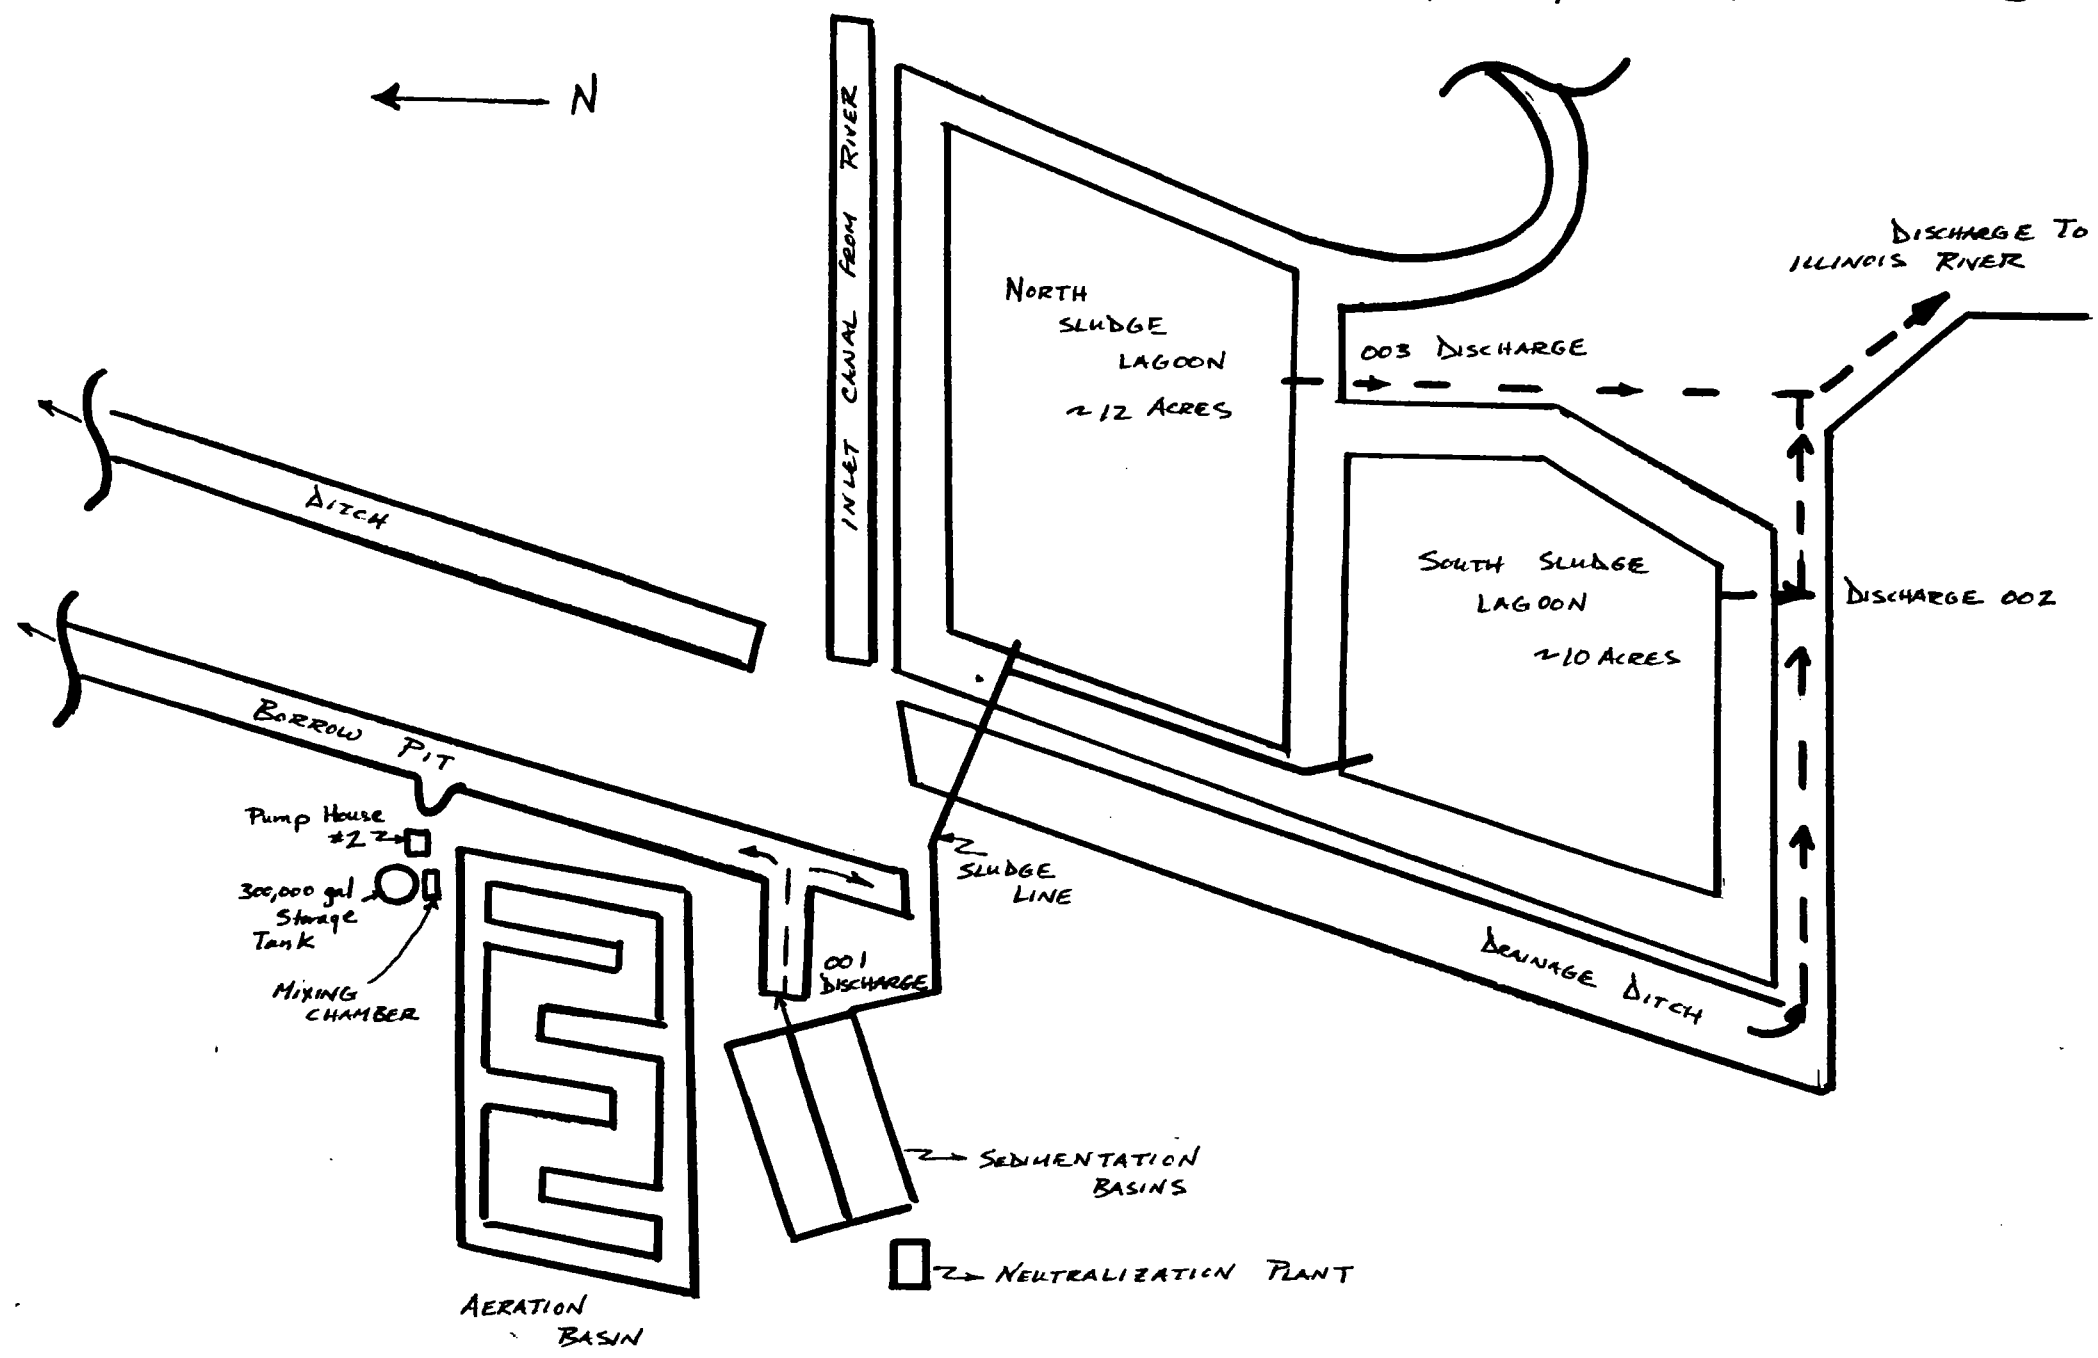 N
INLET CANAL FROM RIVER
DISCHARGE TO
ILLINOIS RIVER
NORTH
SLUDGE
LAGOON
~12 ACRES
003 DISCHARGE
DITCH
SOUTH SLUDGE
LAGOON
~10 ACRES
DISCHARGE 002
BORROW PIT
Pump House
#2
300,000 gal
Storage
Tank
MIXING
CHAMBER
SLUDGE
LINE
001
DISCHARGE
DRAINAGE DITCH
SEDIMENTATION
BASINS
NEUTRALIZATION PLANT
AERATION
BASIN